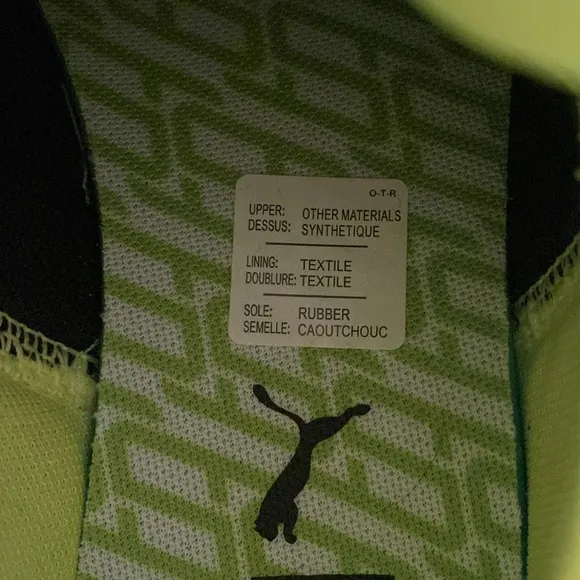 O-T-R
UPPER: OTHER MATERIALS
DESSUS: SYNTHETIQUE
LINING: TEXTILE
DOUBLURE: TEXTILE
SOLE: RUBBER
SEMELLE: CAOUTCHOUC